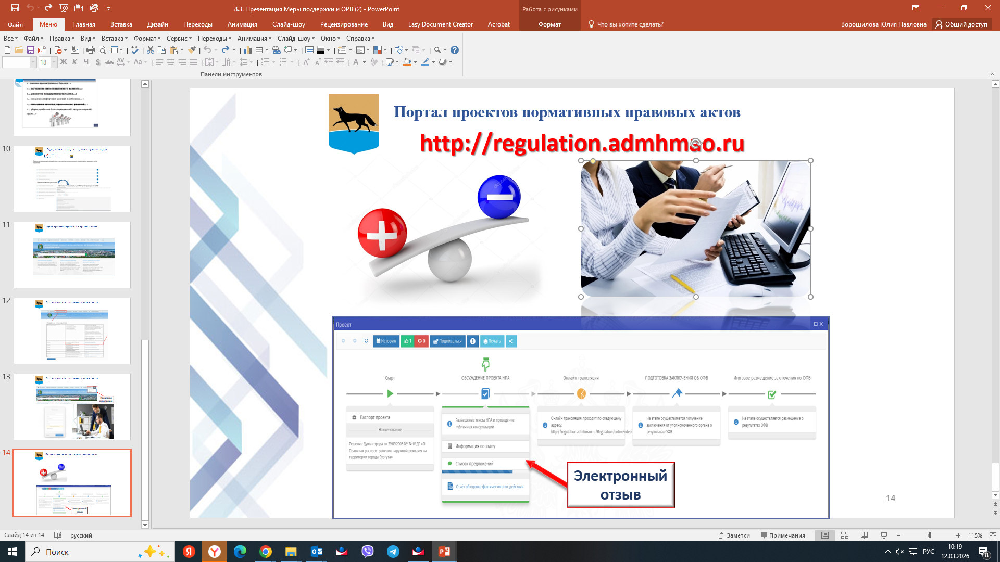 8.3. Презентация Меры поддержки и ОРВ (2) - PowerPoint
Работа с рисунками
Файл Меню Главная Вставка Дизайн Переходы Анимация Слайд-шоу Рецензирование Вид Easy Document Creator Acrobat Формат Что вы хотите сделать? Ворошилова Юлия Павловна Общий доступ
Все Файл Правка Вид Вставка Формат Сервис Переходы Анимация Слайд-шоу Окно Справка
18 Ж К Ч S abc AV Aa
Панели инструментов
10
11
12
13
Процедура регистрации
14
Портал проектов нормативных правовых актов
http://regulation.admhmao.ru
Проект
История 1 0 Подписаться Печать
Старт
ОБСУЖДЕНИЕ ПРОЕКТА НПА
Онлайн трансляция
ПОДГОТОВКА ЗАКЛЮЧЕНИЯ ОБ ОФВ
Итоговое размещение заключения по ОФВ
Паспорт проекта
Наименование
Решение Думы города от 29.09.2006 № 74-IV ДГ «О
Правилах распространения наружной рекламы на
территории города Сургута»
Размещение текста НПА и проведение
публичных консультаций
Информация по этапу
Список предложений
Отчёт об оценке фактического воздействия
Онлайн трансляция проходит по следующему
адресу:
http://regulation.admhmao.ru/Regulation/onlinevideo
На этапе осуществляется получение
заключения от уполномоченного органа о
результатах ОФВ
На этапе осуществляется размещение о
результатах ОФВ
Электронный
отзыв
14
Слайд 14 из 14 русский Заметки Примечания 115%
Поиск
РУС
10:19
12.03.2026
8